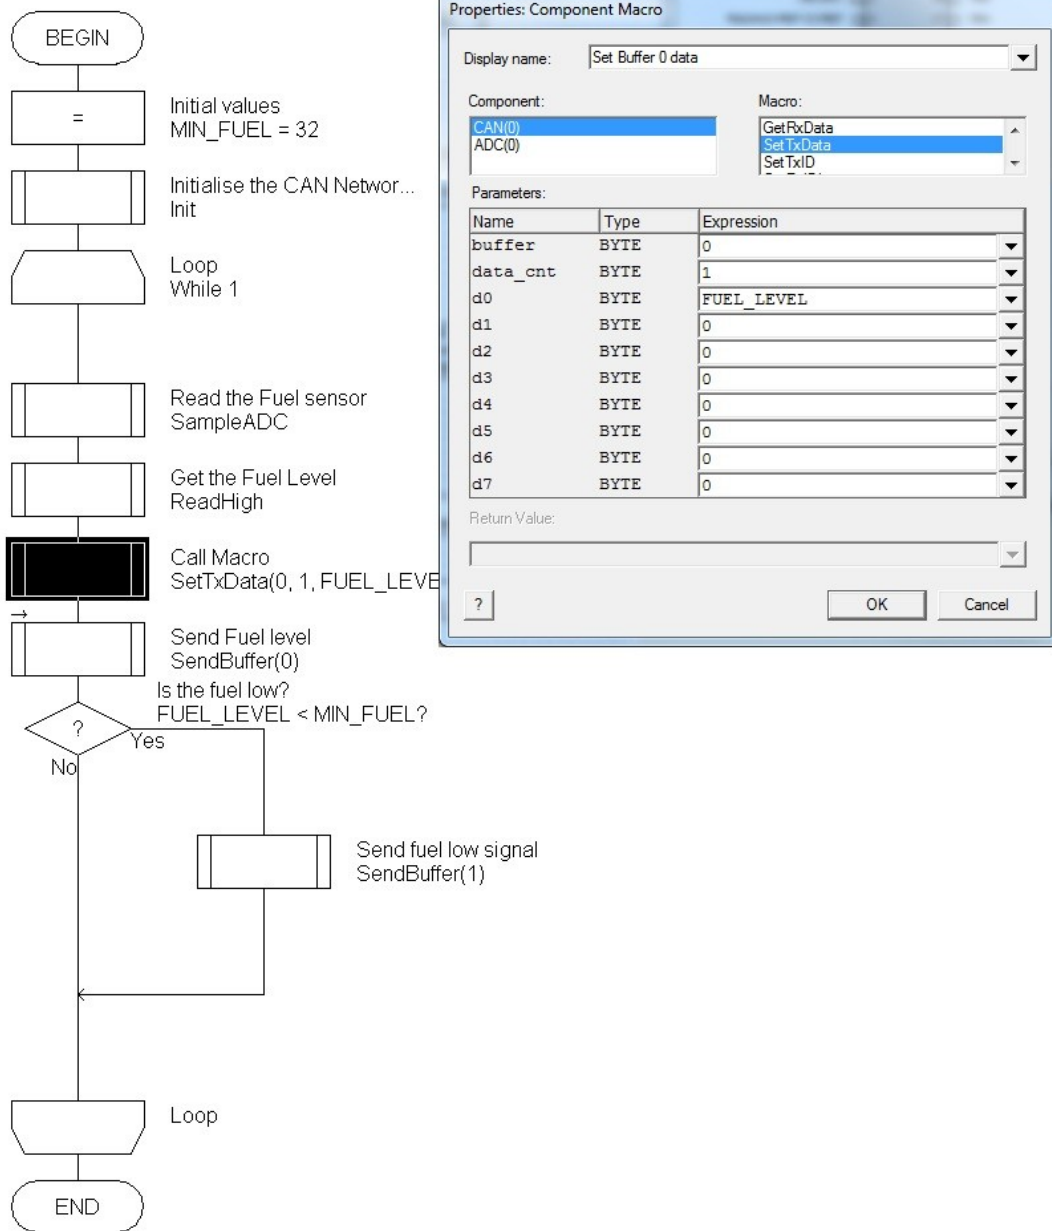 BEGIN
=
Initial values
MIN_FUEL = 32
Initialise the CAN Networ...
Init
Loop
While 1
Read the Fuel sensor
SampleADC
Get the Fuel Level
ReadHigh
Call Macro
SetTxData(0, 1, FUEL_LEVE
Send Fuel level
SendBuffer(0)
Is the fuel low?
FUEL_LEVEL < MIN_FUEL?
?
Yes
No
Send fuel low signal
SendBuffer(1)
Loop
END
Properties: Component Macro
Display name: Set Buffer 0 data
Component: Macro:
CAN(0) GetRxData
ADC(0) SetTxData
SetTxID
Parameters:
Name Type Expression
buffer BYTE 0
data_cnt BYTE 1
d0 BYTE FUEL_LEVEL
d1 BYTE 0
d2 BYTE 0
d3 BYTE 0
d4 BYTE 0
d5 BYTE 0
d6 BYTE 0
d7 BYTE 0
Return Value:
? OK Cancel